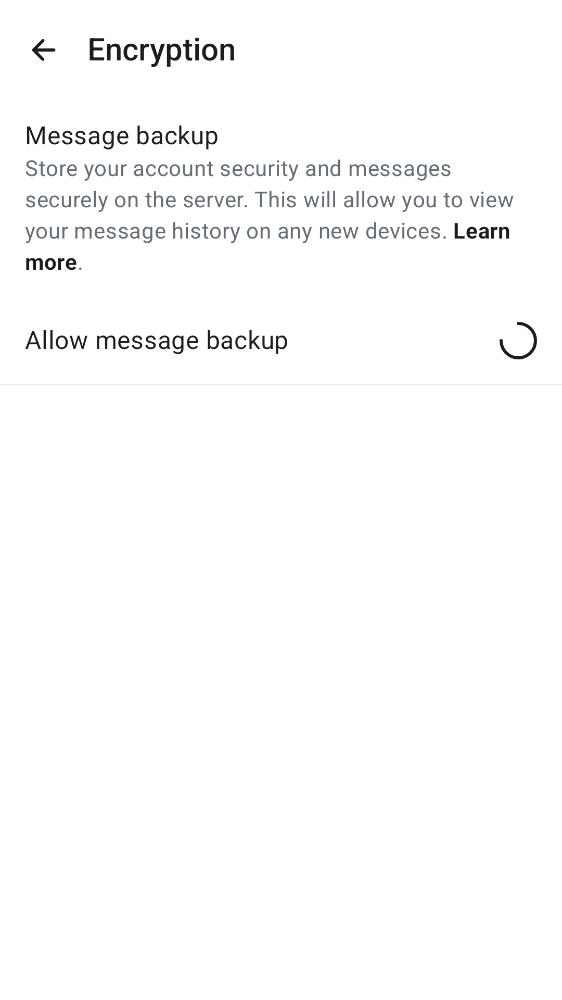 Encryption
Message backup
Store your account security and messages
securely on the server. This will allow you to view
your message history on any new devices. Learn
more.
Allow message backup